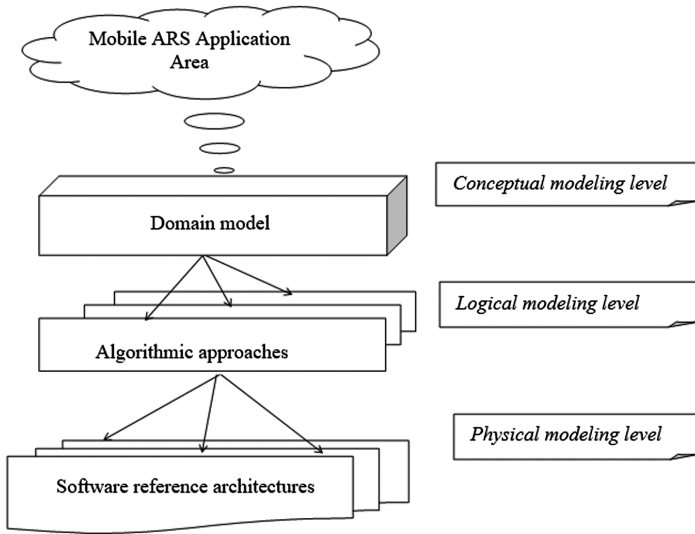 Mobile ARS Application
Area
Conceptual modeling level
Domain model
Logical modeling level
Algorithmic approaches
Physical modeling level
Software reference architectures